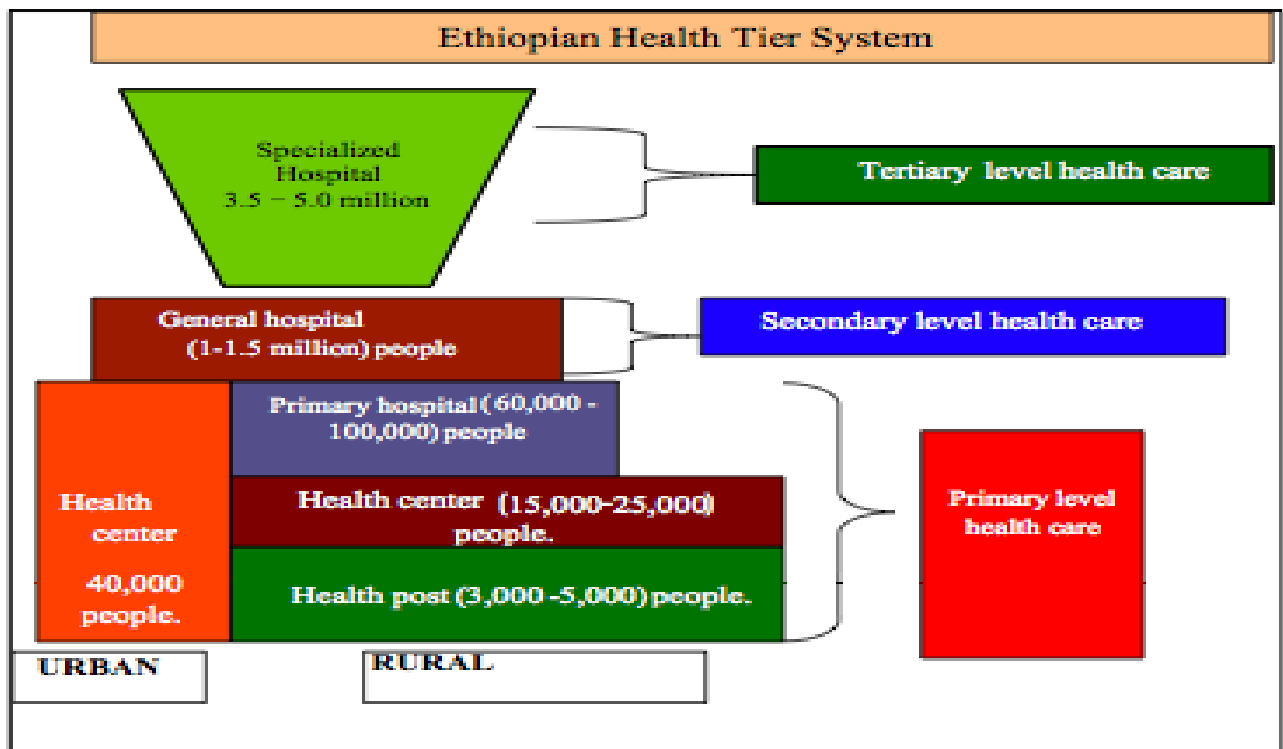 Ethiopian Health Tier System
Specialized
Hospital
3.5 – 5.0 million
Tertiary level health care
General hospital
(1-1.5 million) people
Secondary level health care
Primary hospital (60,000 -
100,000) people
Health center (15,000-25,000)
people.
Health post (3,000 -5,000) people.
Health
center
40,000
people.
Primary level
health care
URBAN
RURAL